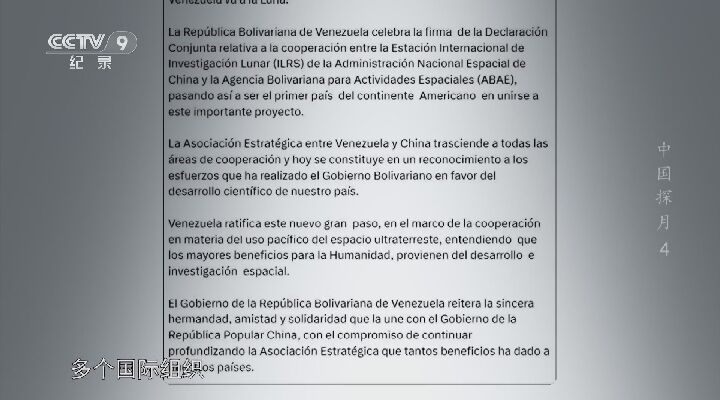 Venezuela va a la Luna.
CCTV 9
纪录
La República Bolivariana de Venezuela celebra la firma de la Declaración
Conjunta relativa a la cooperación entre la Estación Internacional de
Investigación Lunar (ILRS) de la Administración Nacional Espacial de
China y la Agencia Bolivariana para Actividades Espaciales (ABAE),
pasando así a ser el primer país del continente Americano en unirse a
este importante proyecto.
La Asociación Estratégica entre Venezuela y China trasciende a todas las
áreas de cooperación y hoy se constituye en un reconocimiento a los
esfuerzos que ha realizado el Gobierno Bolivariano en favor del
desarrollo científico de nuestro país.
Venezuela ratifica este nuevo gran paso, en el marco de la cooperación
en materia del uso pacífico del espacio ultraterreste, entendiendo que
los mayores beneficios para la Humanidad, provienen del desarrollo e
investigación espacial.
El Gobierno de la República Bolivariana de Venezuela reitera la sincera
hermandad, amistad y solidaridad que la une con el Gobierno de la
República Popular China, con el compromiso de continuar
profundizando la Asociación Estratégica que tantos beneficios ha dado a
países.
多个国际组织
中国探月 4